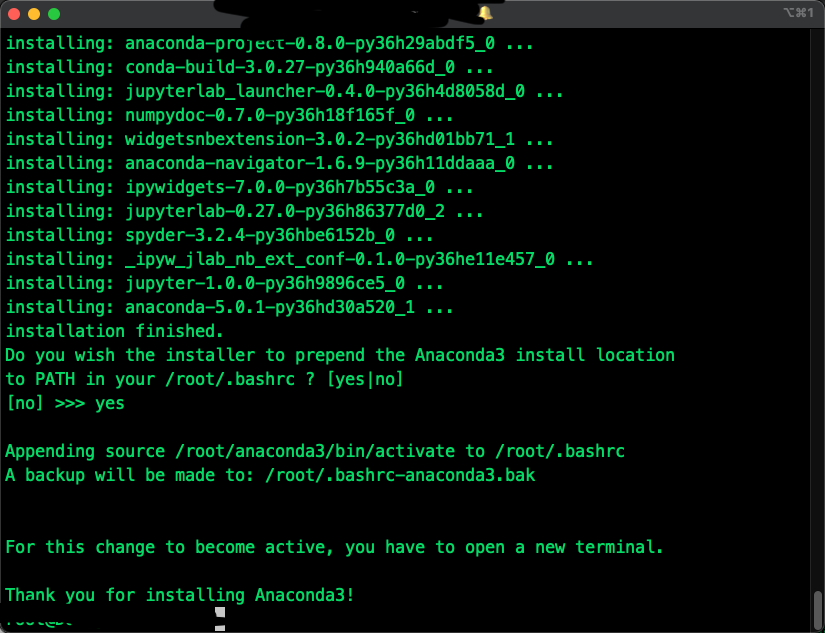 ⌥⌘1
installing: anaconda-project-0.8.0-py36h29abdf5_0 ...
installing: conda-build-3.0.27-py36h940a66d_0 ...
installing: jupyterlab_launcher-0.4.0-py36h4d8058d_0 ...
installing: numpydoc-0.7.0-py36h18f165f_0 ...
installing: widgetsnbextension-3.0.2-py36hd01bb71_1 ...
installing: anaconda-navigator-1.6.9-py36h11ddaaa_0 ...
installing: ipywidgets-7.0.0-py36h7b55c3a_0 ...
installing: jupyterlab-0.27.0-py36h86377d0_2 ...
installing: spyder-3.2.4-py36hbe6152b_0 ...
installing: _ipyw_jlab_nb_ext_conf-0.1.0-py36he11e457_0 ...
installing: jupyter-1.0.0-py36h9896ce5_0 ...
installing: anaconda-5.0.1-py36hd30a520_1 ...
installation finished.
Do you wish the installer to prepend the Anaconda3 install location
to PATH in your /root/.bashrc ? [yes|no]
[no] >>> yes
Appending source /root/anaconda3/bin/activate to /root/.bashrc
A backup will be made to: /root/.bashrc-anaconda3.bak
For this change to become active, you have to open a new terminal.
Thank you for installing Anaconda3!